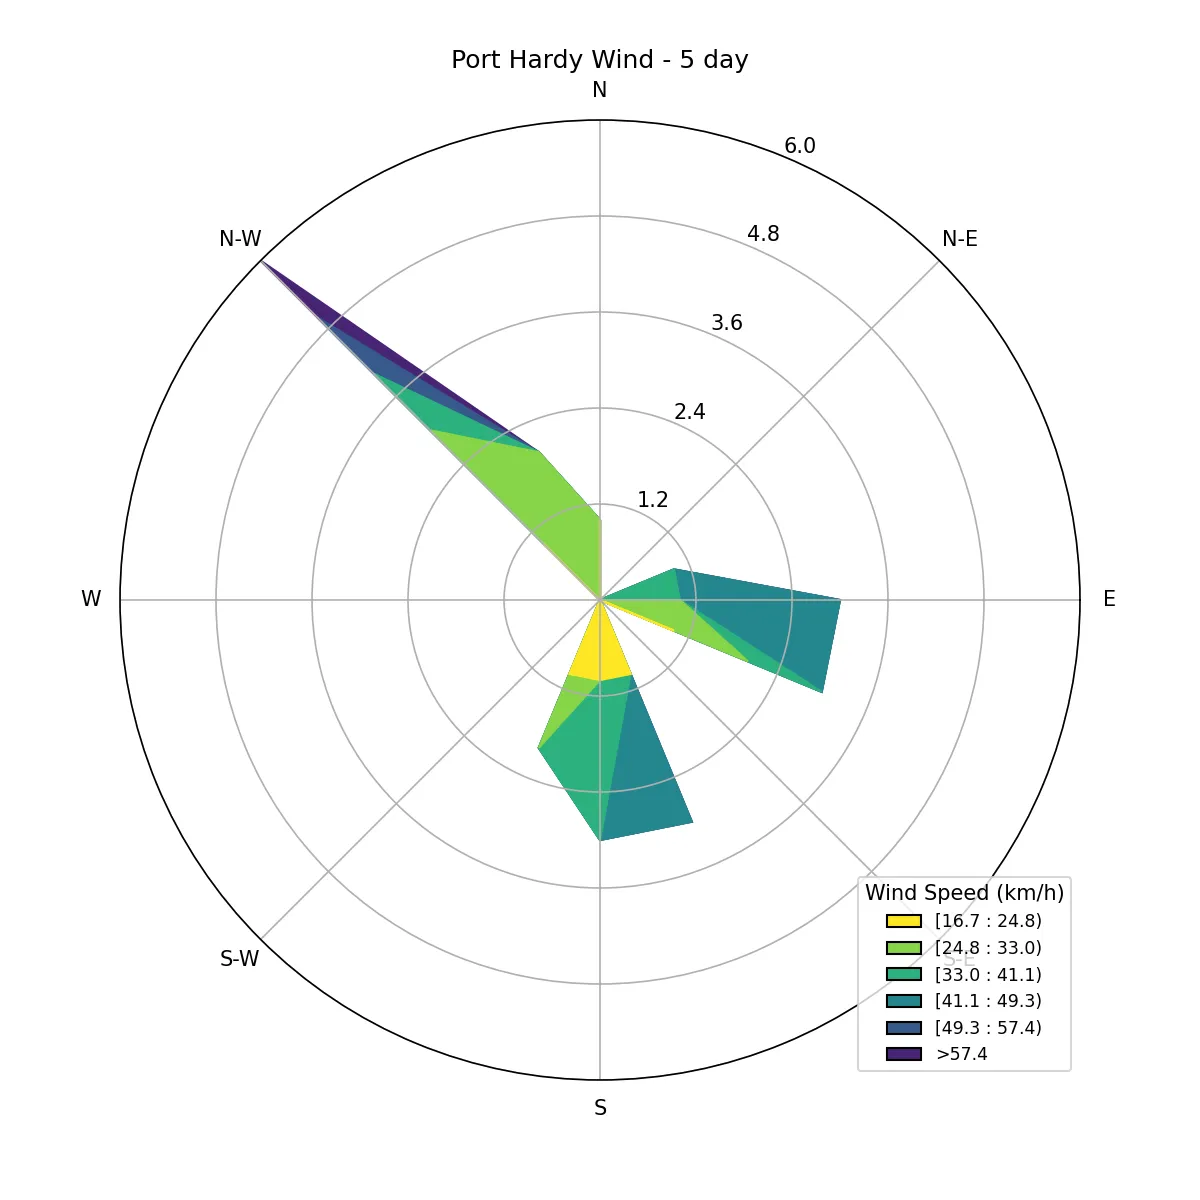 Port Hardy Wind - 5 day
N
6.0
4.8
N-W
N-E
3.6
2.4
1.2
W
E
Wind Speed (km/h)
[16.7 : 24.8)
[24.8 : 33.0)
S-W
S-E
[33.0 : 41.1)
[41.1 : 49.3)
[49.3 : 57.4)
>57.4
S